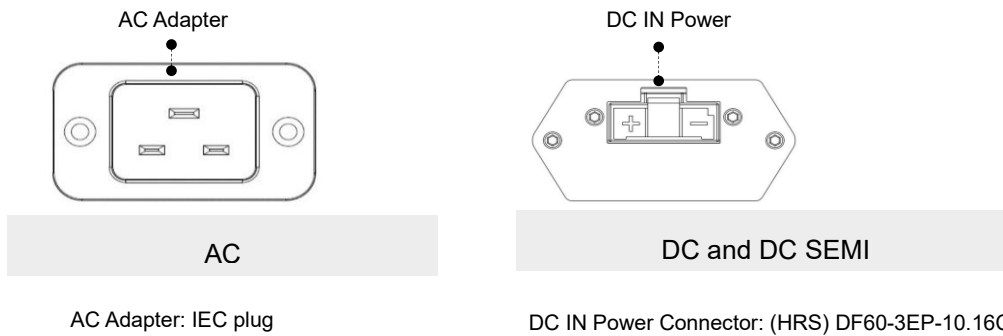 AC Adapter
DC IN Power
+ −
AC
DC and DC SEMI
AC Adapter: IEC plug
DC IN Power Connector: (HRS) DF60-3EP-10.16C